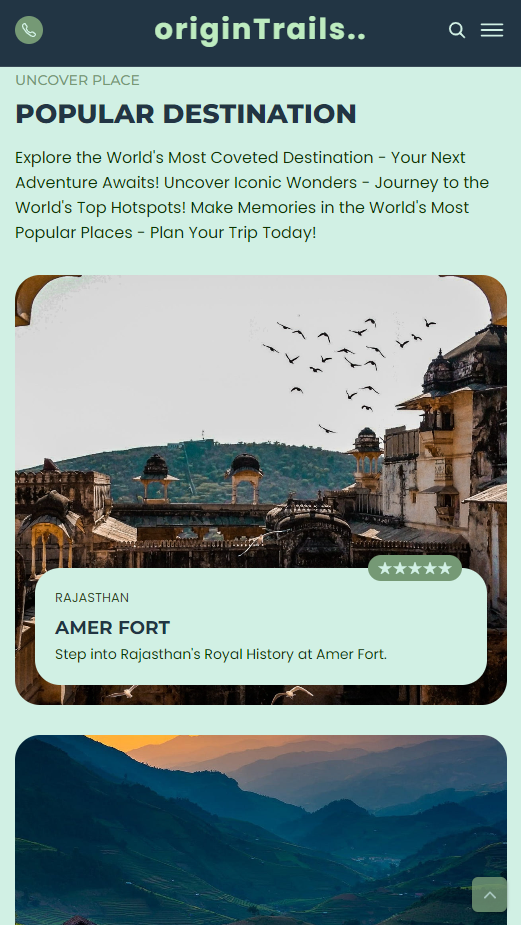 originTrails..
UNCOVER PLACE
POPULAR DESTINATION
Explore the World's Most Coveted Destination - Your Next
Adventure Awaits! Uncover Iconic Wonders - Journey to the
World's Top Hotspots! Make Memories in the World's Most
Popular Places - Plan Your Trip Today!
RAJASTHAN
AMER FORT
Step into Rajasthan's Royal History at Amer Fort.